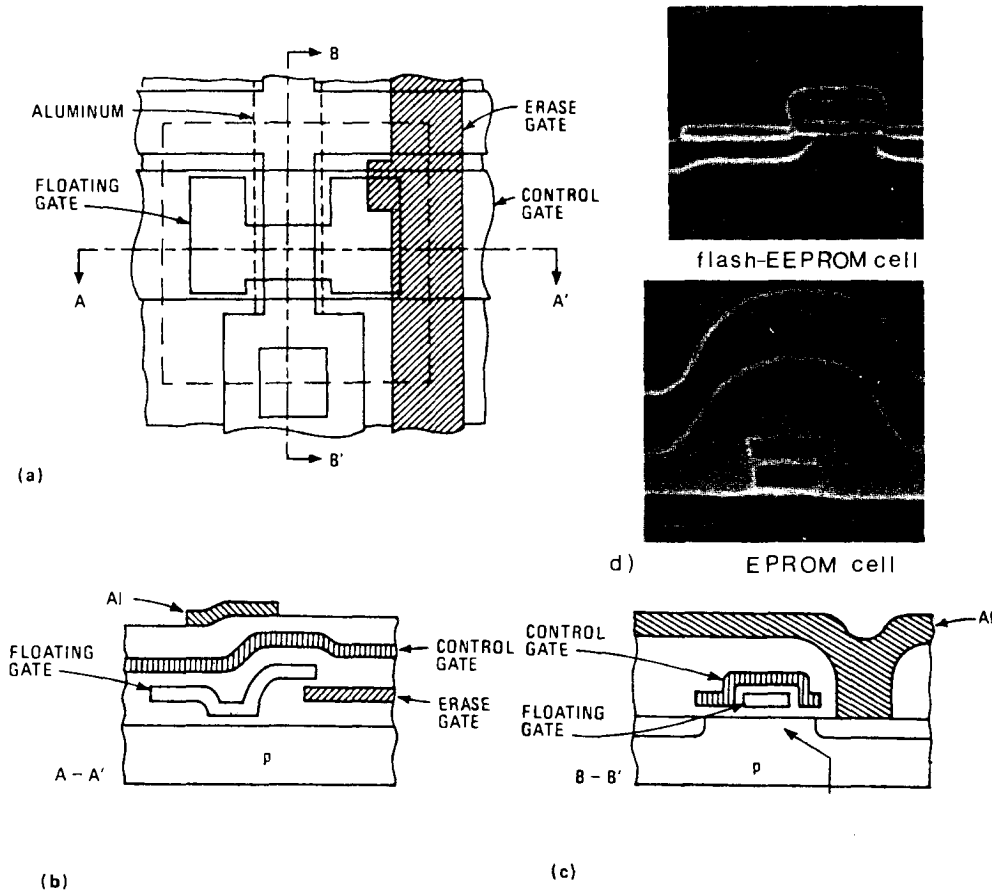 B
ALUMINUM
ERASE
GATE
FLOATING
GATE
CONTROL
GATE
A
A'
B'
(a)
flash-EEPROM cell
d)
EPROM cell
Al
FLOATING
GATE
CONTROL
GATE
ERASE
GATE
p
A – A'
(b)
CONTROL
GATE
FLOATING
GATE
Al
p
B – B'
(c)